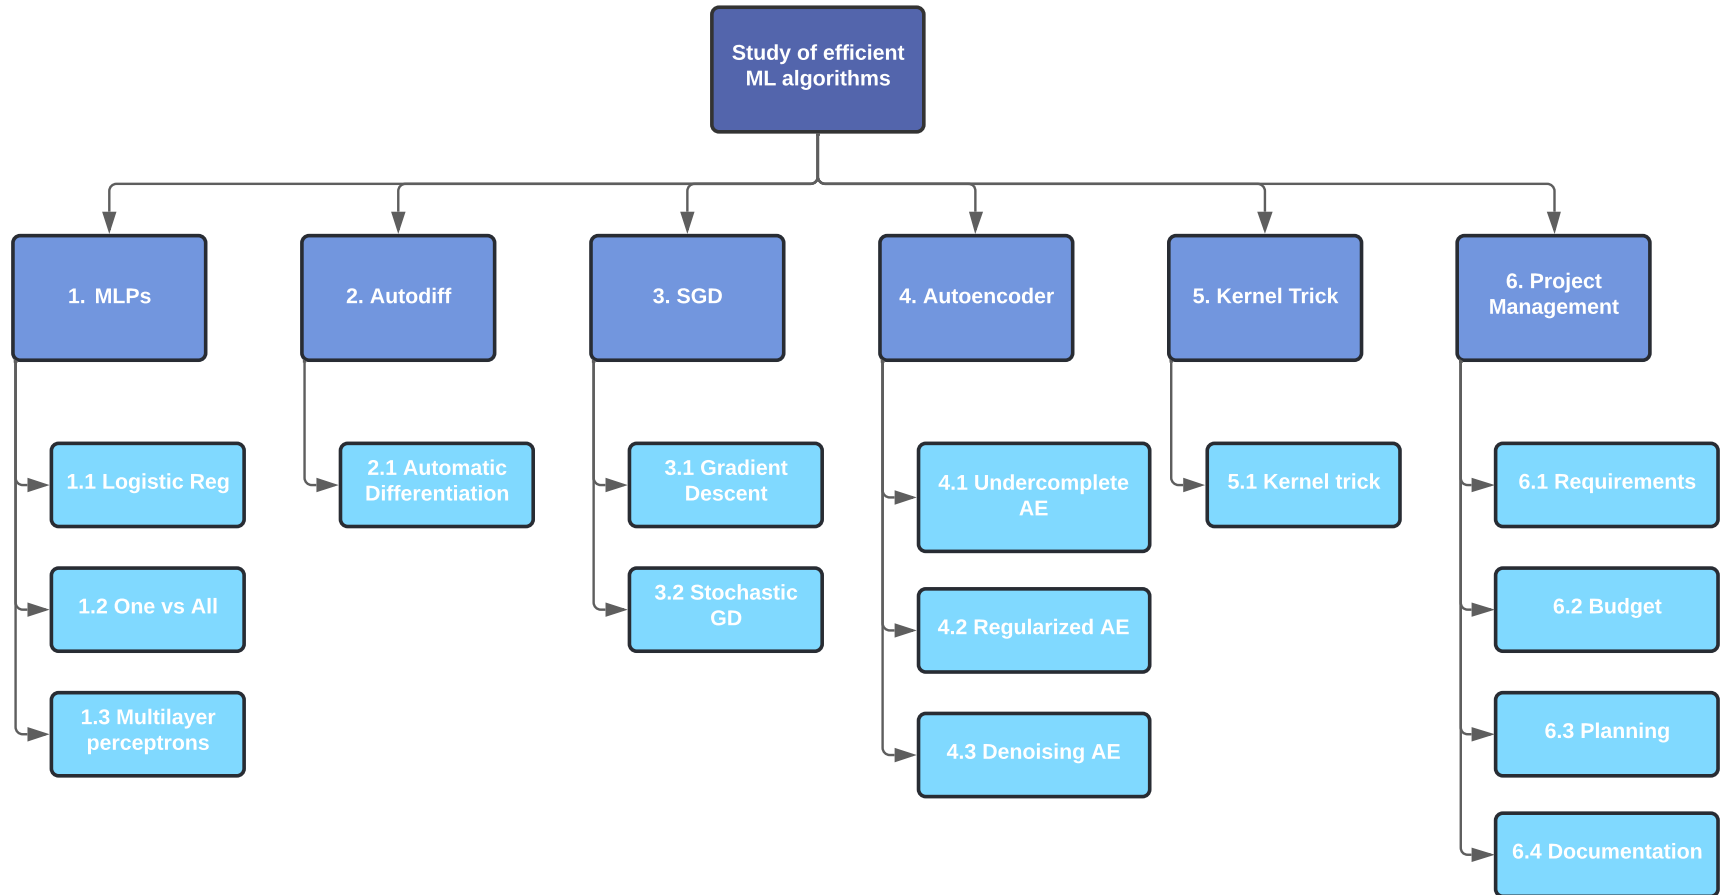 Study of efficient
ML algorithms
1. MLPs
2. Autodiff
3. SGD
4. Autoencoder
5. Kernel Trick
6. Project
Management
1.1 Logistic Reg
1.2 One vs All
1.3 Multilayer
perceptrons
2.1 Automatic
Differentiation
3.1 Gradient
Descent
3.2 Stochastic
GD
4.1 Undercomplete
AE
4.2 Regularized AE
4.3 Denoising AE
5.1 Kernel trick
6.1 Requirements
6.2 Budget
6.3 Planning
6.4 Documentation